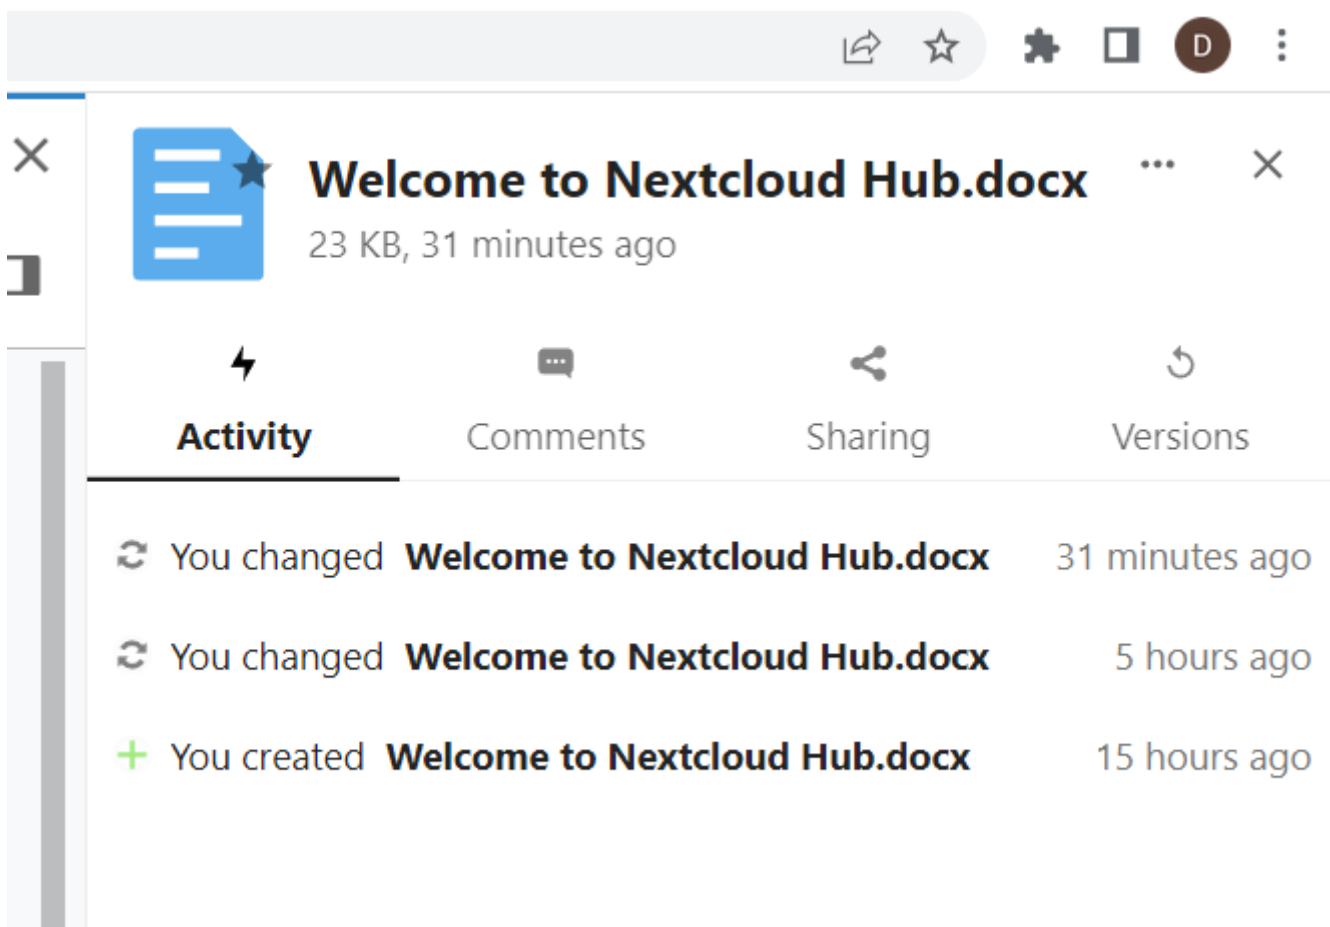 D
Welcome to Nextcloud Hub.docx
23 KB, 31 minutes ago
Activity Comments Sharing Versions
You changed Welcome to Nextcloud Hub.docx 31 minutes ago
You changed Welcome to Nextcloud Hub.docx 5 hours ago
You created Welcome to Nextcloud Hub.docx 15 hours ago